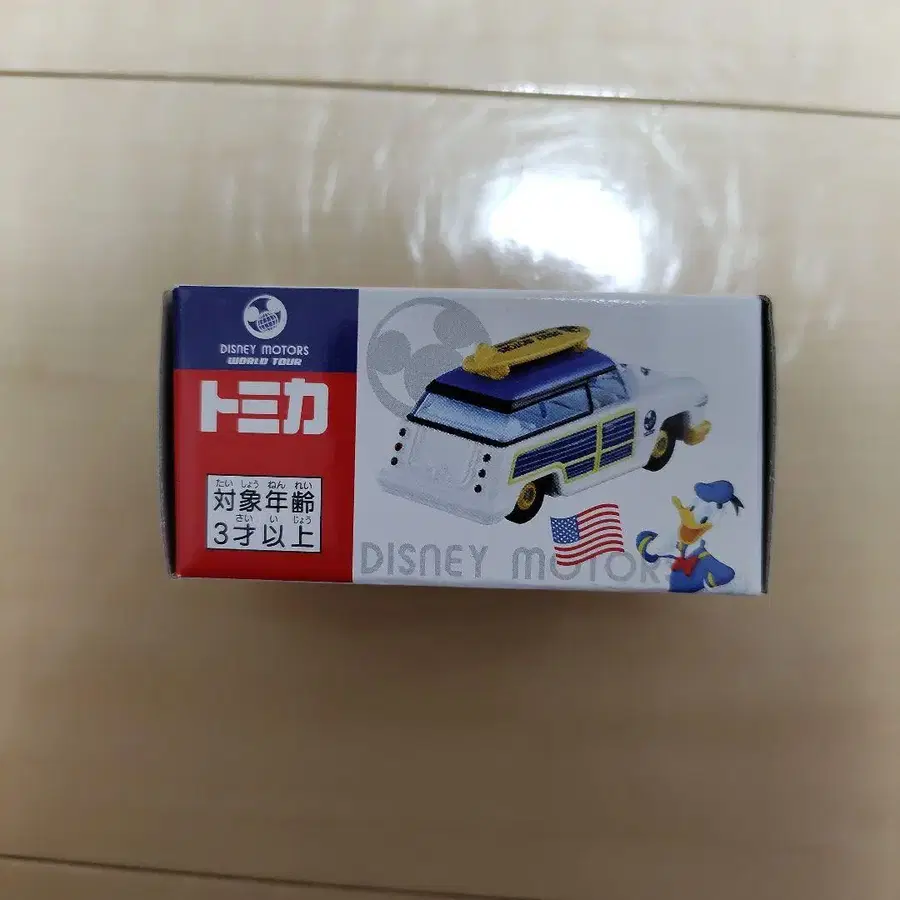 DISNEY MOTORS
WORLD TOUR
トミカ
たい しょう ねん れい
対象年齢
さい い じょう
3才以上
DISNEY MOTORS